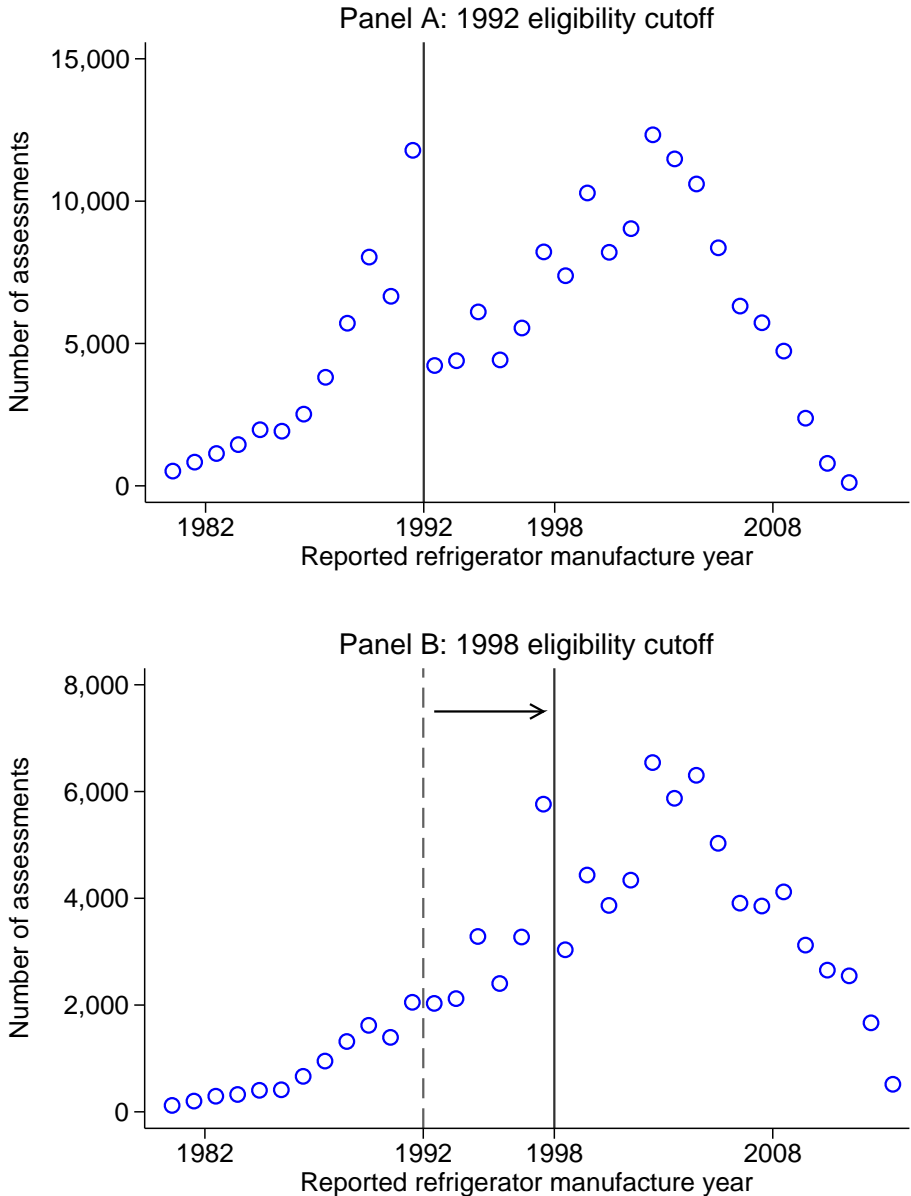 Panel A: 1992 eligibility cutoff
15,000
10,000
5,000
0
Number of assessments
1982
1992
1998
2008
Reported refrigerator manufacture year
Panel B: 1998 eligibility cutoff
8,000
6,000
4,000
2,000
0
Number of assessments
1982
1992
1998
2008
Reported refrigerator manufacture year